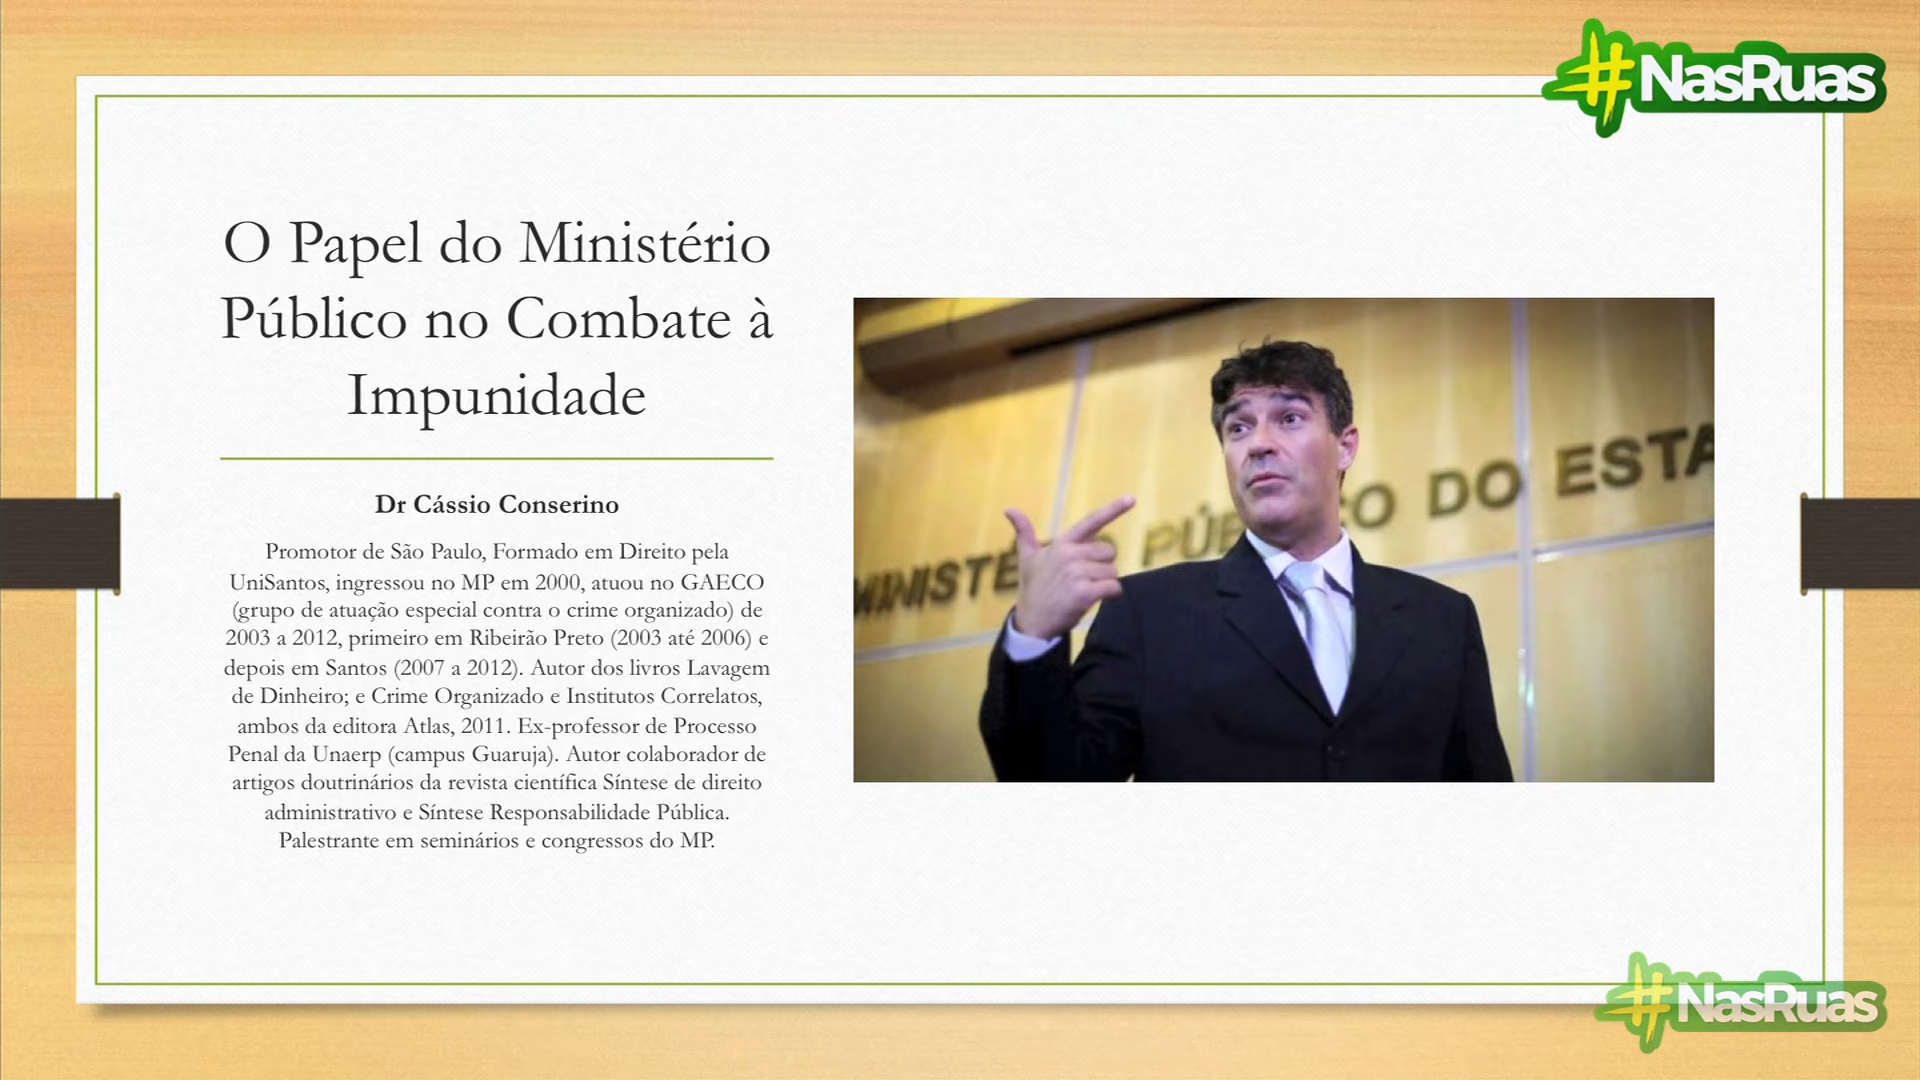 #NasRuas
O Papel do Ministério
Público no Combate à
Impunidade
Dr Cássio Conserino
Promotor de São Paulo, Formado em Direito pela
UniSantos, ingressou no MP em 2000, atuou no GAECO
(grupo de atuação especial contra o crime organizado) de
2003 a 2012, primeiro em Ribeirão Preto (2003 até 2006) e
depois em Santos (2007 a 2012). Autor dos livros Lavagem
de Dinheiro; e Crime Organizado e Institutos Correlatos,
ambos da editora Atlas, 2011. Ex-professor de Processo
Penal da Unaerp (campus Guaruja). Autor colaborador de
artigos doutrinários da revista científica Síntese de direito
administrativo e Síntese Responsabilidade Pública.
Palestrante em seminários e congressos do MP.
MINISTÉ O PÚB CO DO ESTA
#NasRuas